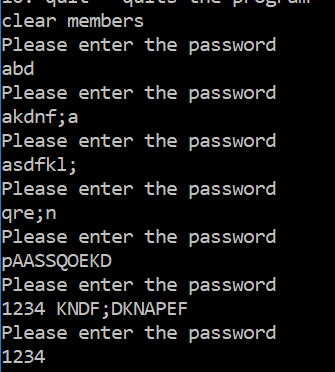 10. quit - quits the program
clear members
Please enter the password
abd
Please enter the password
akdnf;a
Please enter the password
asdfkl;
Please enter the password
qre;n
Please enter the password
pAASSQOEKD
Please enter the password
1234 KNDF;DKNAPEF
Please enter the password
1234